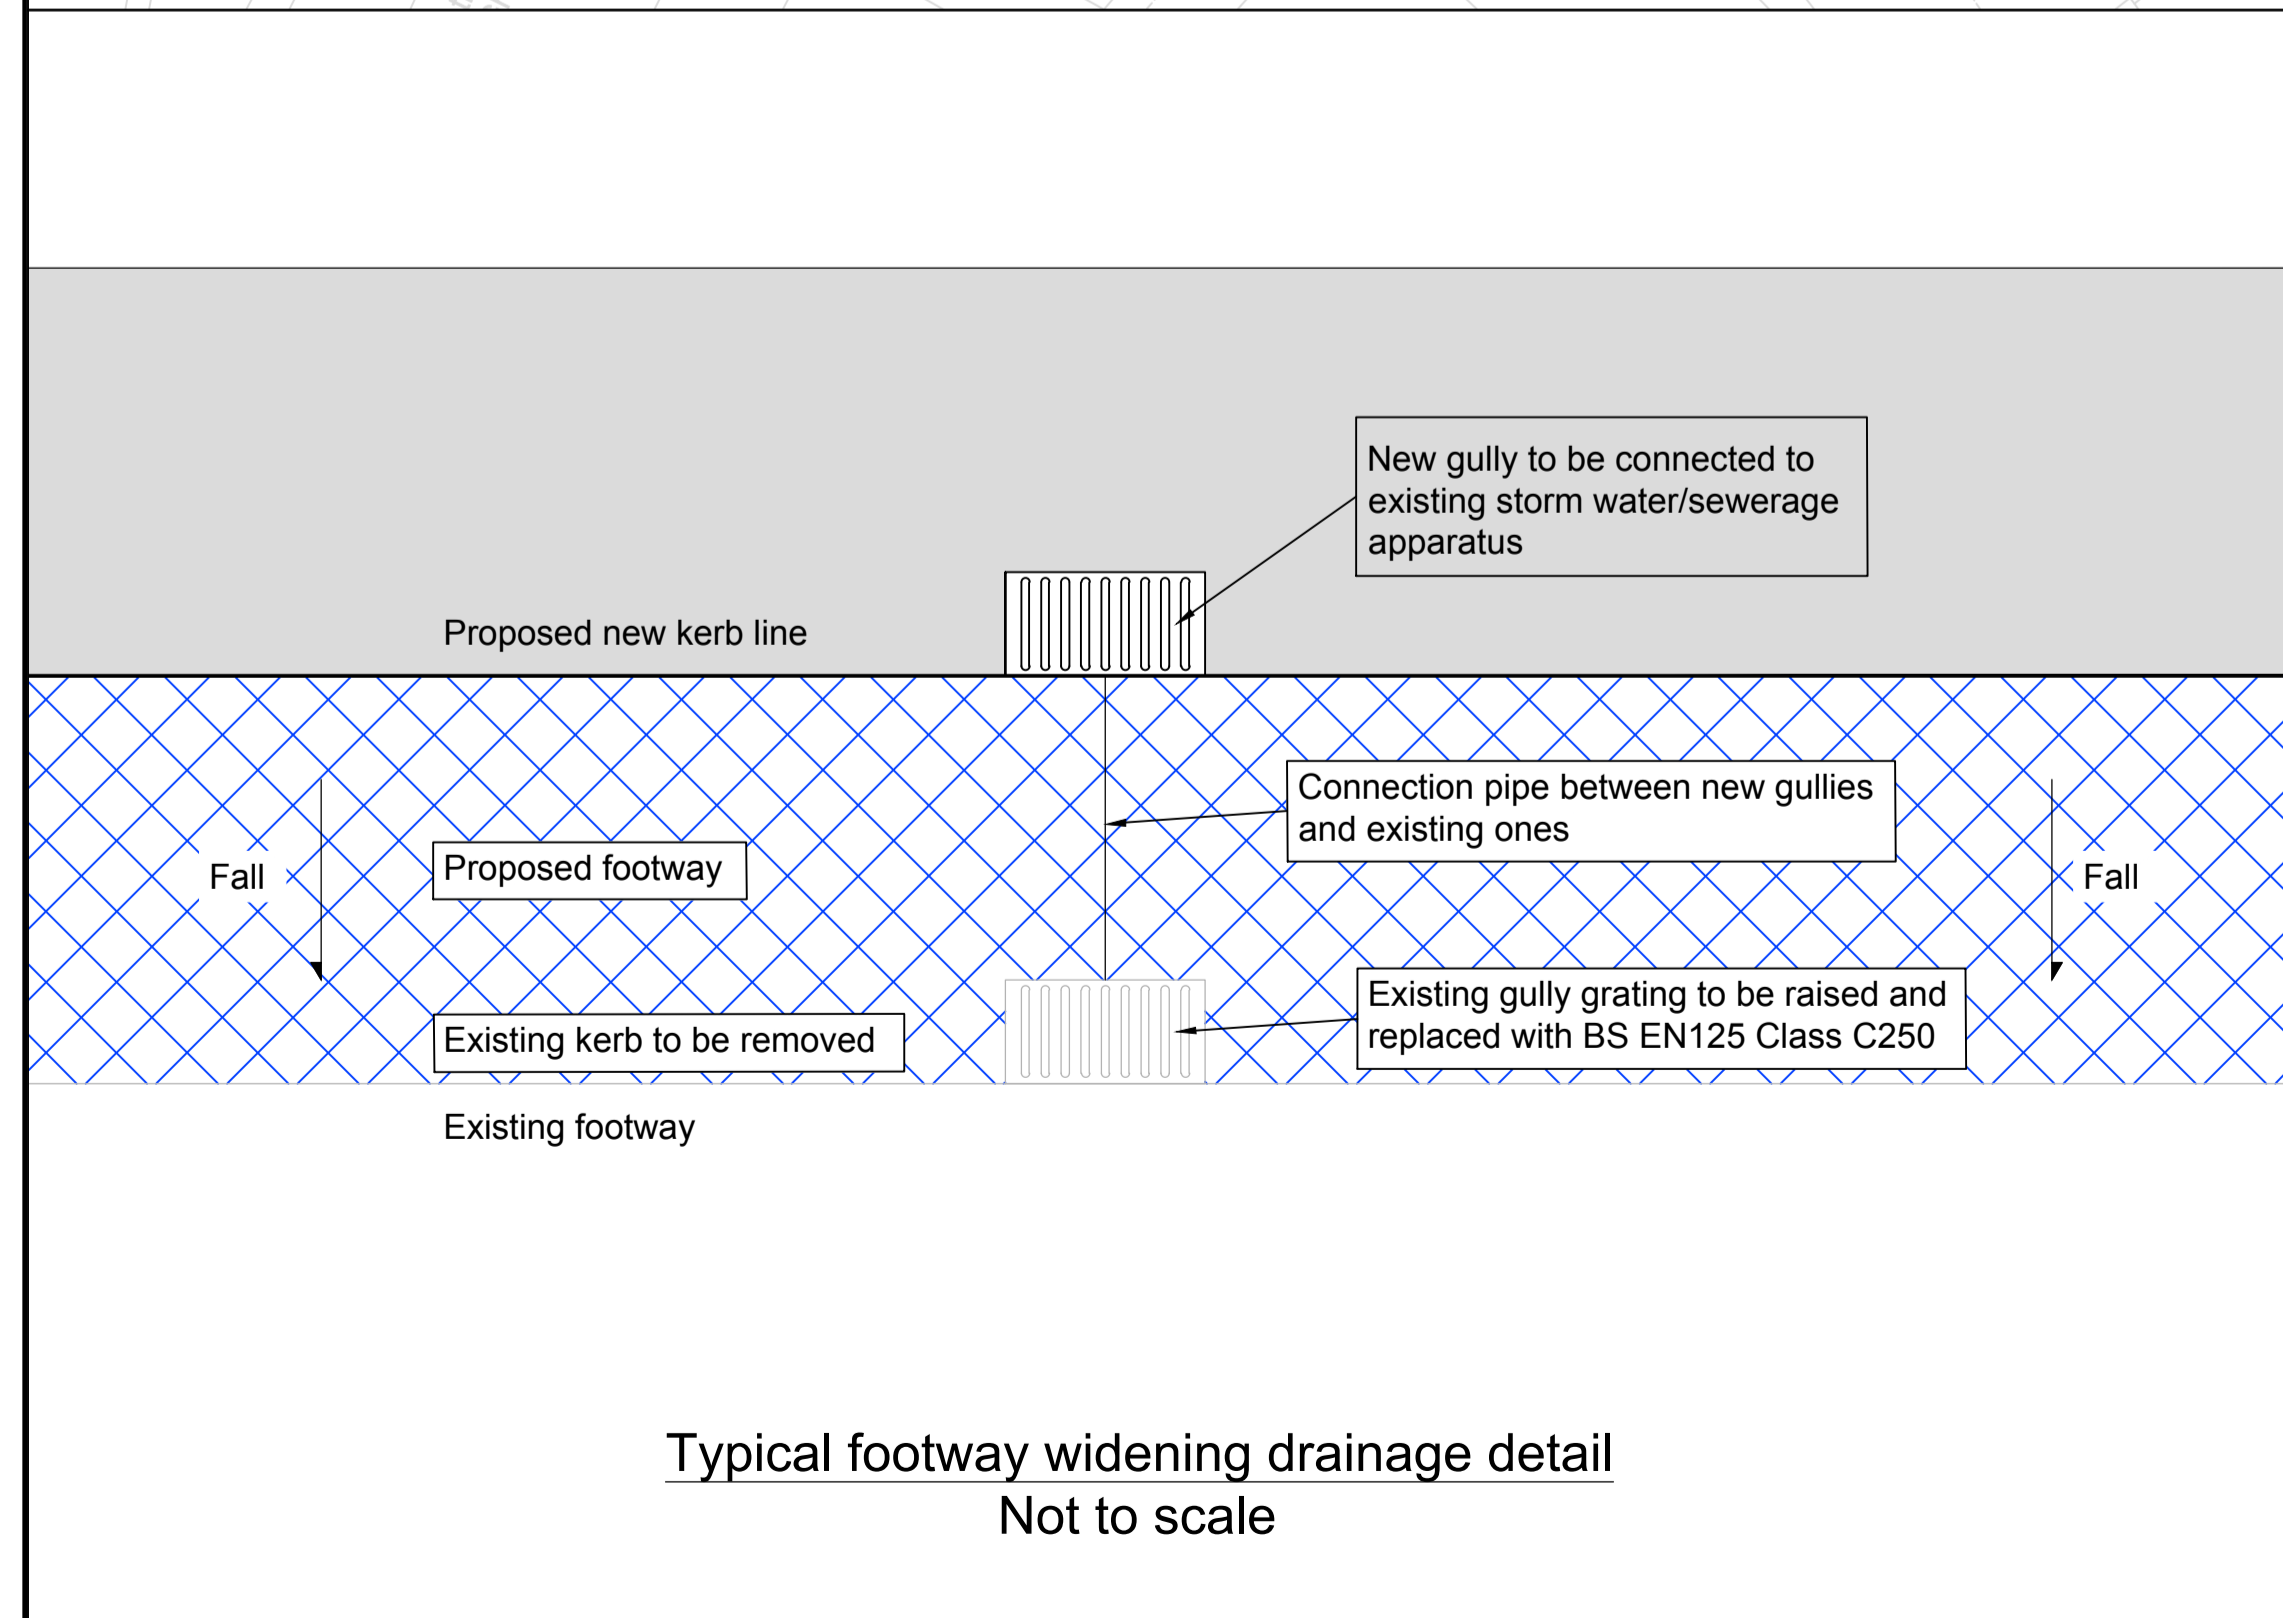 New gully to be connected to
existing storm water/sewerage
apparatus
Proposed new kerb line
Connection pipe between new gullies
and existing ones
Fall
Proposed footway
Fall
Existing gully grating to be raised and
replaced with BS EN125 Class C250
Existing kerb to be removed
Existing footway
Typical footway widening drainage detail
Not to scale